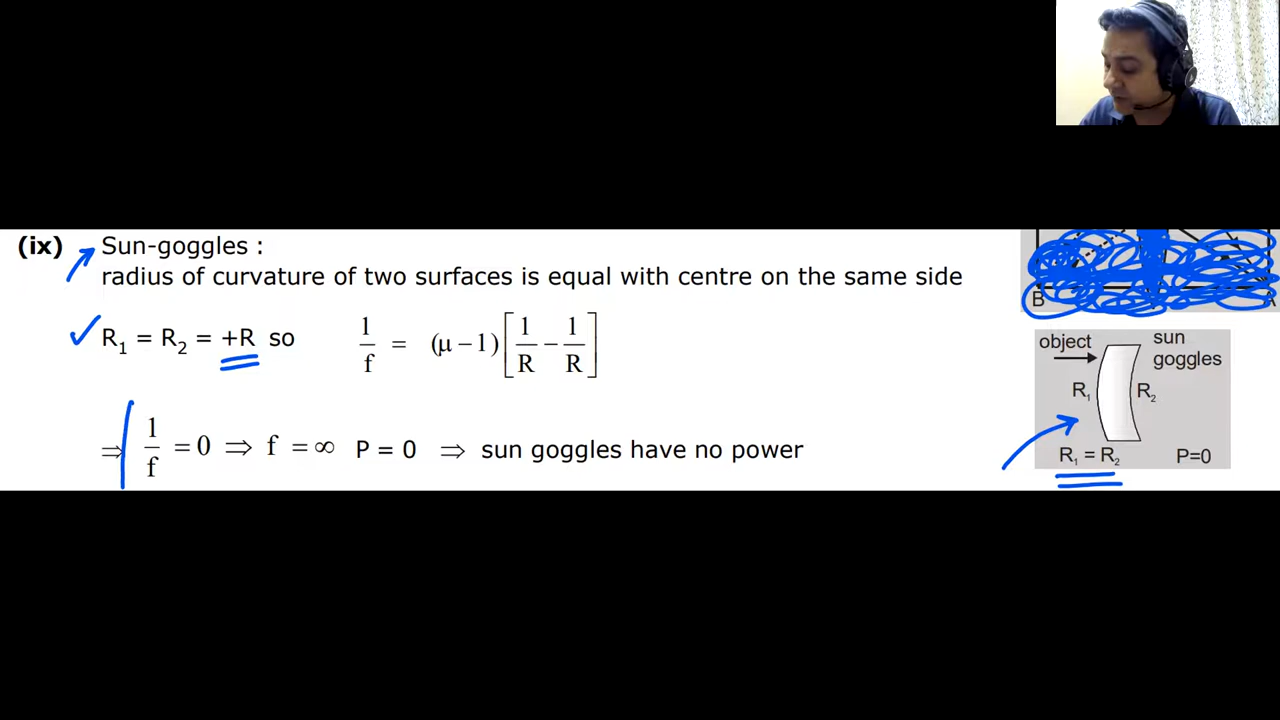 (ix) Sun-goggles :
radius of curvature of two surfaces is equal with centre on the same side
R₁ = R₂ = +R so 1/f = (μ − 1)[1/R − 1/R]
⇒ 1/f = 0 ⇒ f = ∞ P = 0 ⇒ sun goggles have no power
B A
object sun
goggles
R₁ R₂
R₁ = R₂ P=0